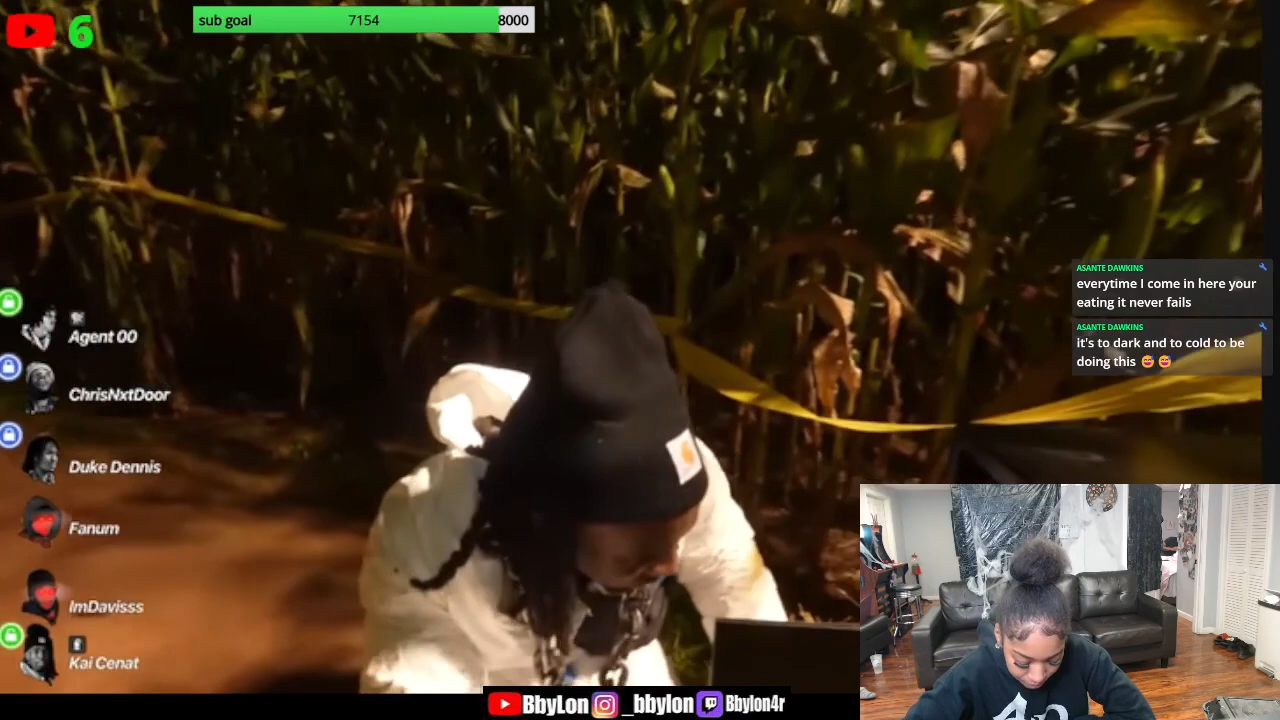 6
sub goal 7154 8000
ASANTE DAWKINS
everytime I come in here your
eating it never fails
ASANTE DAWKINS
it's to dark and to cold to be
doing this 😅 😅
Agent 00
ChrisNxtDoor
Duke Dennis
Fanum
ImDavisss
Kai Cenat
BbyLon _bbylon Bbylon4r